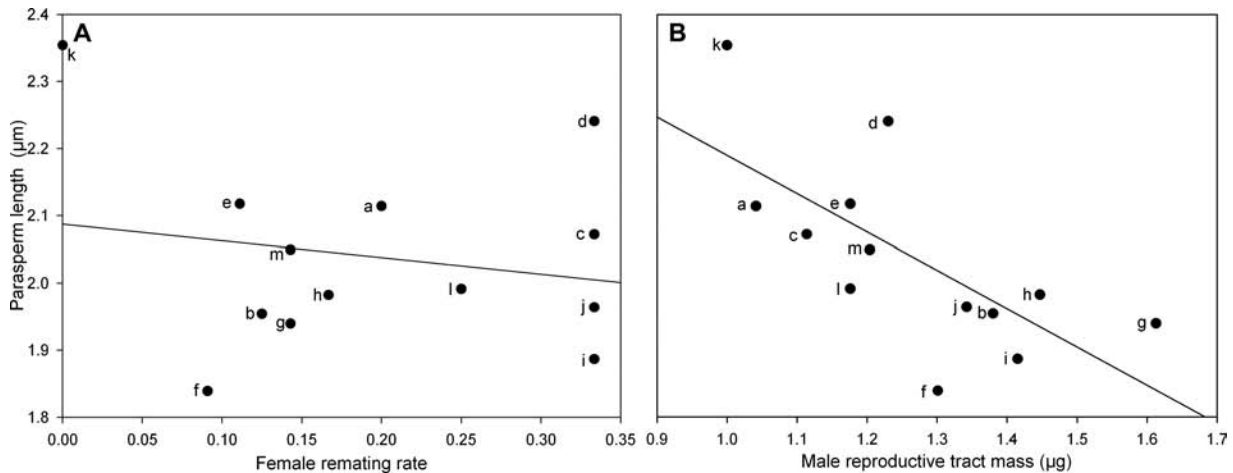 A
B
Parasperm length (µm)
2.4
2.3
2.2
2.1
2.0
1.9
1.8
k
d
e
a
c
m
h
l
b
g
j
i
f
0.00 0.05 0.10 0.15 0.20 0.25 0.30 0.35
Female remating rate
k
d
a
e
c
m
l
h
j
b
g
i
f
0.9 1.0 1.1 1.2 1.3 1.4 1.5 1.6 1.7
Male reproductive tract mass (µg)